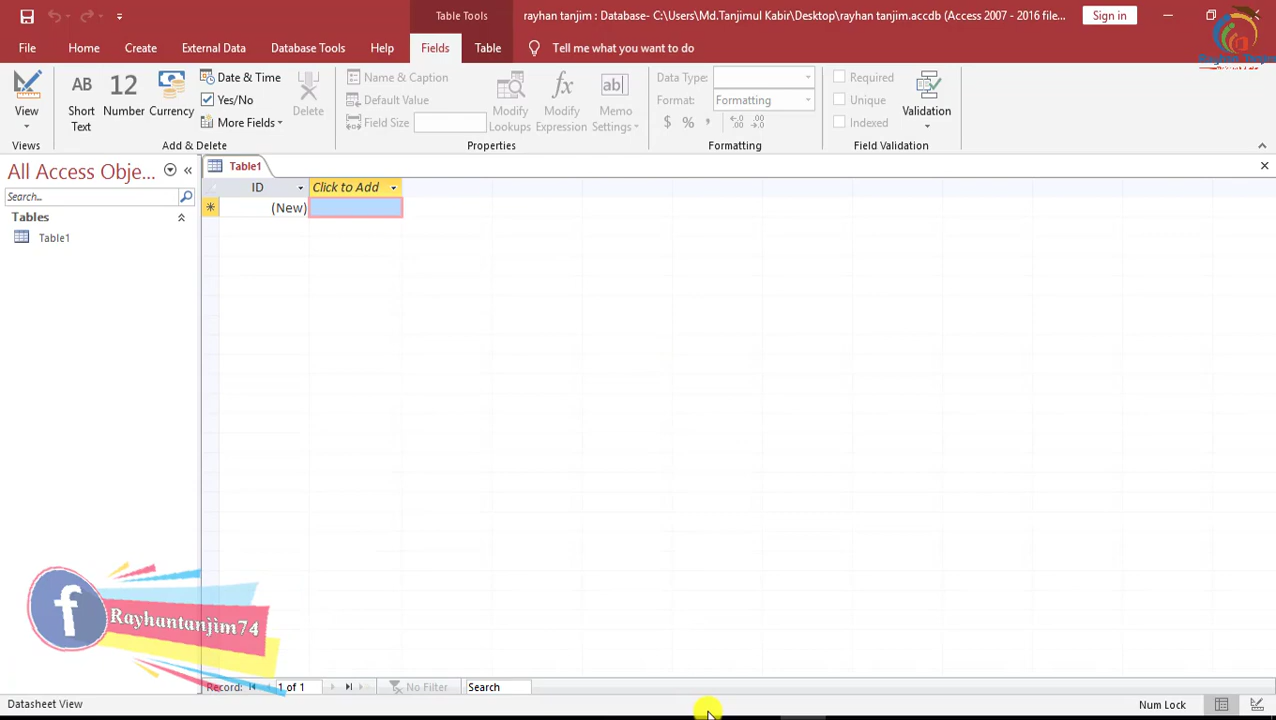 Table Tools
rayhan tanjim : Database- C:\Users\Md.Tanjimul Kabir\Desktop\rayhan tanjim.accdb (Access 2007 - 2016 file...
Sign in
File
Home
Create
External Data
Database Tools
Help
Fields
Table
Tell me what you want to do
View
Views
AB
Short Text
12
Number
Currency
Date & Time
Yes/No
More Fields
Delete
Add & Delete
Name & Caption
Default Value
Field Size
Modify Lookups
fx
Modify Expression
ab
Memo Settings
Properties
Data Type:
Format:
Formatting
$ % ,
Formatting
Required
Unique
Indexed
Validation
Field Validation
All Access Obje...
Search...
Tables
Table1
Table1
ID
Click to Add
(New)
f
Rayhantanjim74
Record:
1 of 1
No Filter
Search
Datasheet View
Num Lock